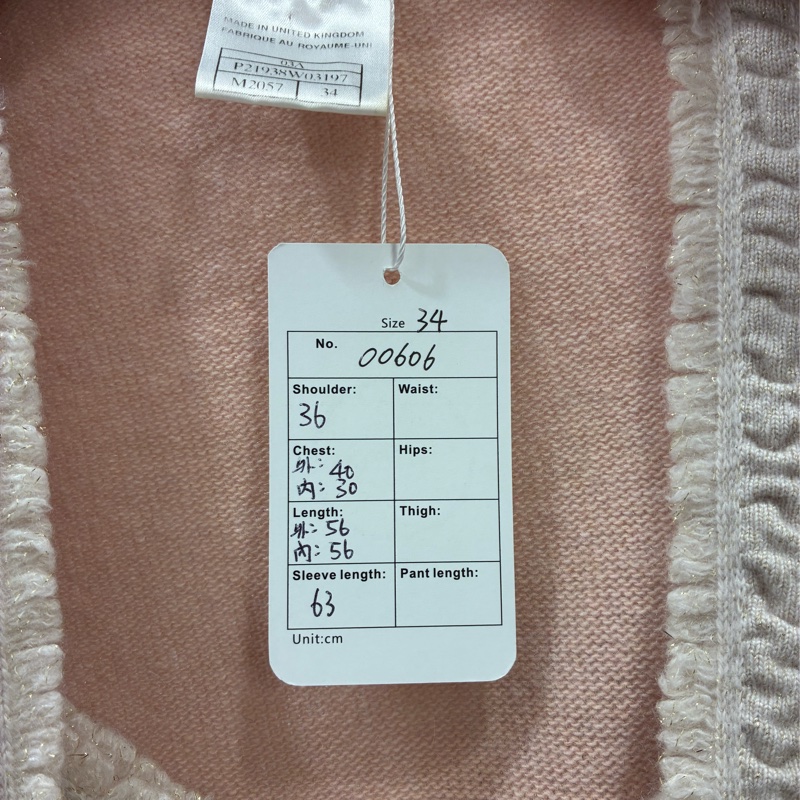 MADE IN UNITED KINGDOM
FABRIQUE AU ROYAUME-UNI
03A
P21938W03197
M2057 34
Size 34
No. 00606
Shoulder: Waist:
36
Chest: Hips:
外: 40
内: 30
Length: Thigh:
外: 56
内: 56
Sleeve length: Pant length:
63
Unit:cm